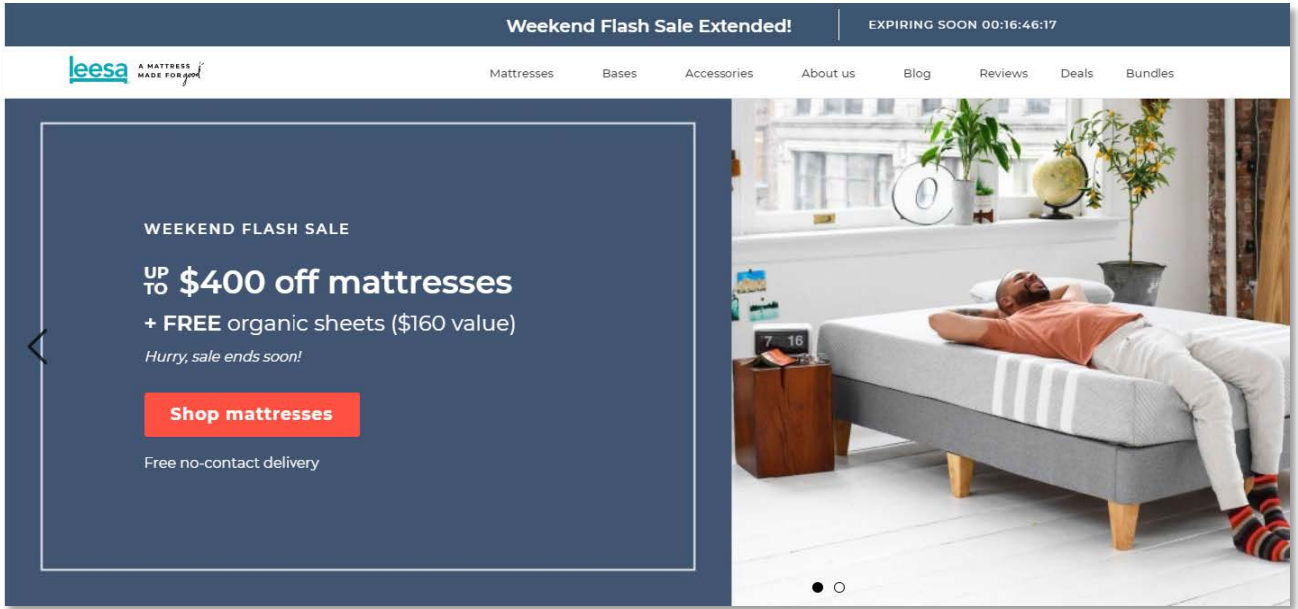 Weekend Flash Sale Extended!
EXPIRING SOON 00:16:46:17
leesa
A MATTRESS
MADE FOR good
Mattresses Bases Accessories About us Blog Reviews Deals Bundles
WEEKEND FLASH SALE
UP TO $400 off mattresses
+ FREE organic sheets ($160 value)
Hurry, sale ends soon!
Shop mattresses
Free no-contact delivery
7 16